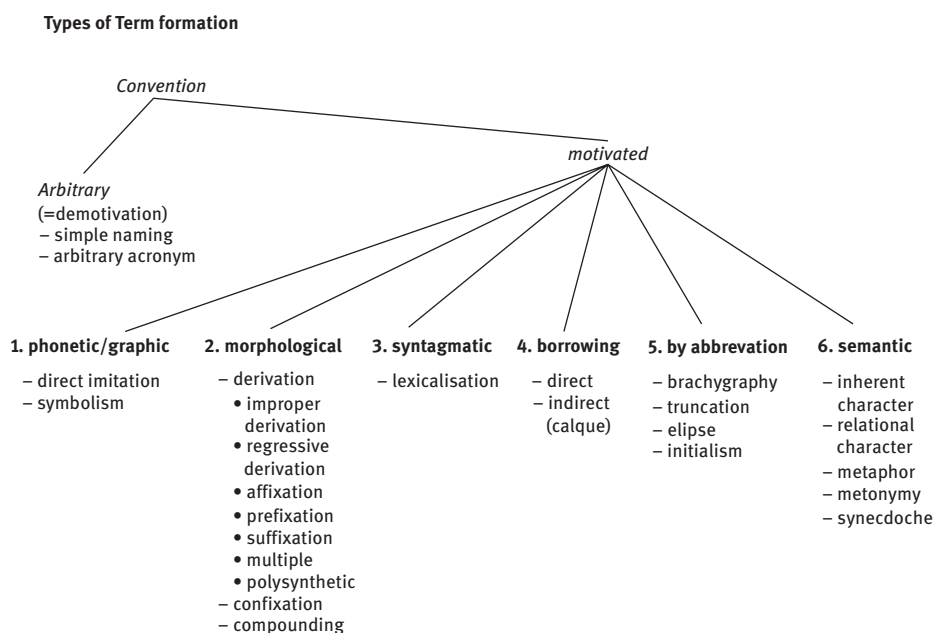 Types of Term formation
Convention
motivated
Arbitrary
(=demotivation)
– simple naming
– arbitrary acronym
1. phonetic/graphic
– direct imitation
– symbolism
2. morphological
– derivation
• improper
derivation
• regressive
derivation
• affixation
• prefixation
• suffixation
• multiple
• polysynthetic
– confixation
– compounding
3. syntagmatic
– lexicalisation
4. borrowing
– direct
– indirect
(calque)
5. by abbrevation
– brachygraphy
– truncation
– elipse
– initialism
6. semantic
– inherent
character
– relational
character
– metaphor
– metonymy
– synecdoche